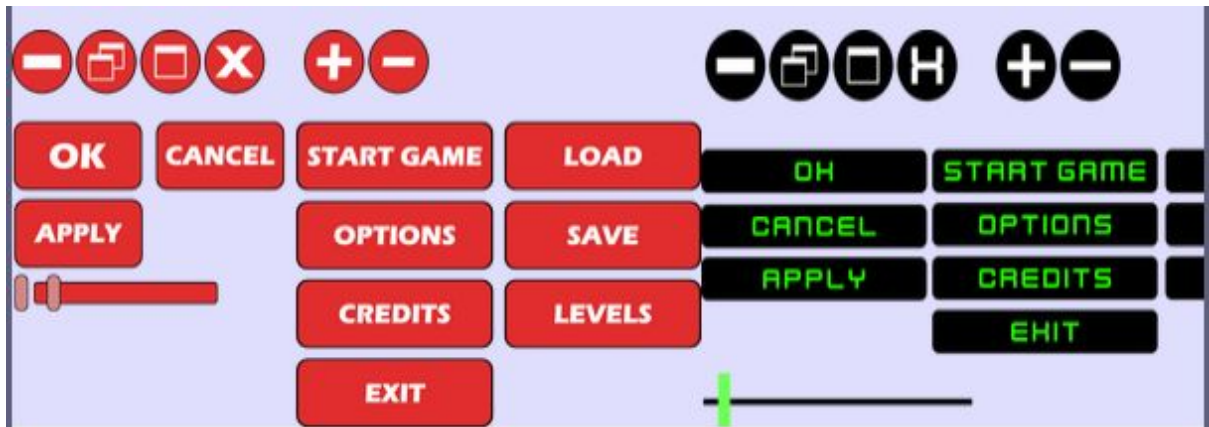 OK CANCEL START GAME LOAD
APPLY OPTIONS SAVE
CREDITS LEVELS
EXIT
OK START GAME
CANCEL OPTIONS
APPLY CREDITS
EXIT